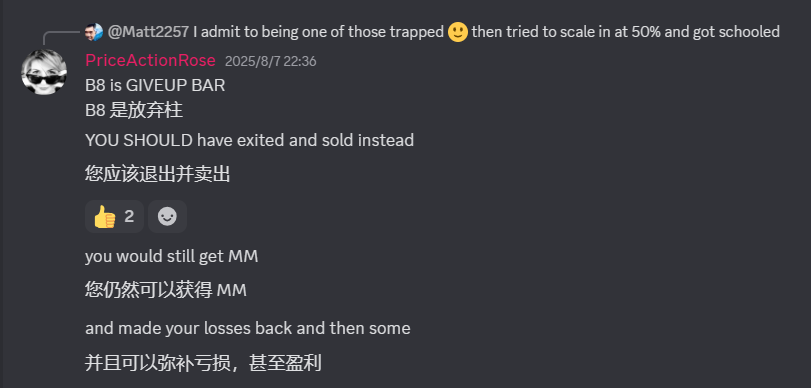 @Matt2257 I admit to being one of those trapped 🙂 then tried to scale in at 50% and got schooled
PriceActionRose 2025/8/7 22:36
B8 is GIVEUP BAR
B8 是放弃柱
YOU SHOULD have exited and sold instead
您应该退出并卖出
👍 2
you would still get MM
您仍然可以获得 MM
and made your losses back and then some
并且可以弥补亏损，甚至盈利